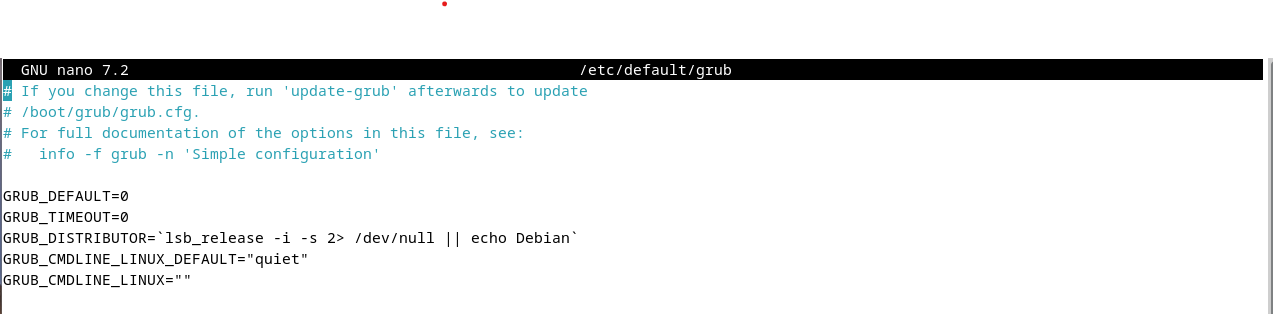 GNU nano 7.2 /etc/default/grub
# If you change this file, run 'update-grub' afterwards to update
# /boot/grub/grub.cfg.
# For full documentation of the options in this file, see:
#   info -f grub -n 'Simple configuration'
GRUB_DEFAULT=0
GRUB_TIMEOUT=0
GRUB_DISTRIBUTOR=`lsb_release -i -s 2> /dev/null || echo Debian`
GRUB_CMDLINE_LINUX_DEFAULT="quiet"
GRUB_CMDLINE_LINUX=""